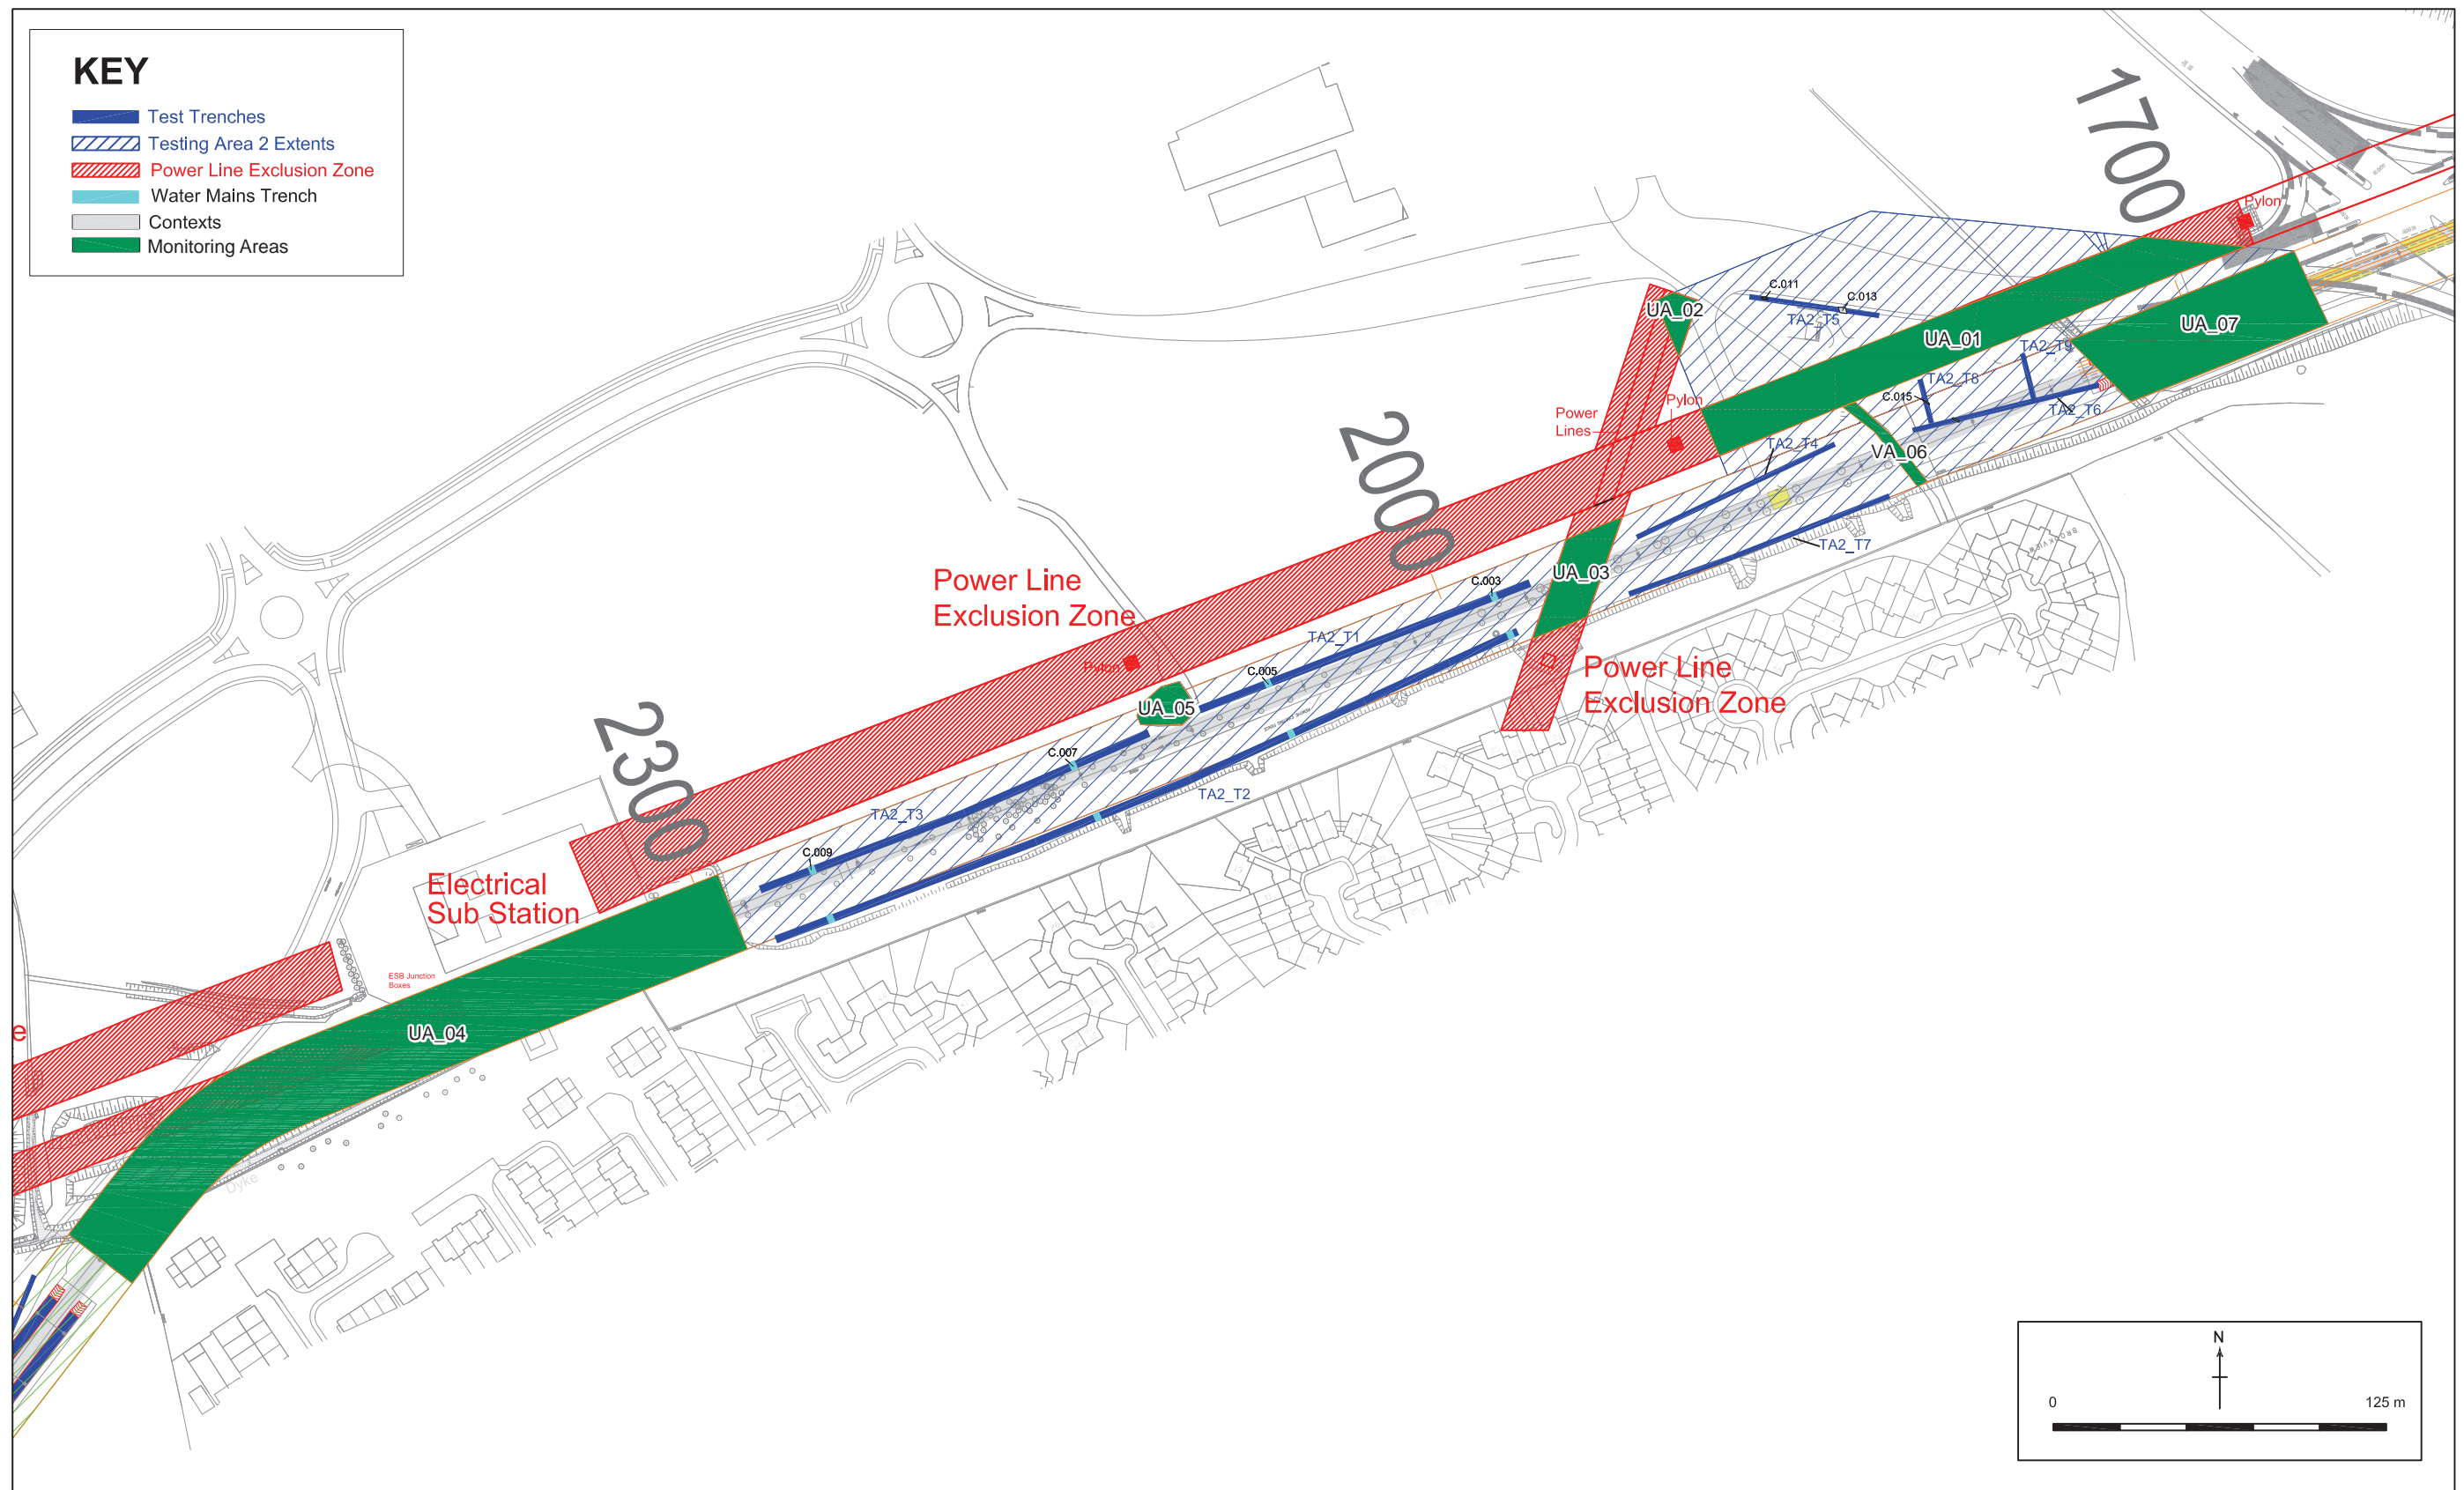 KEY
Test Trenches
Testing Area 2 Extents
Power Line Exclusion Zone
Water Mains Trench
Contexts
Monitoring Areas
1700
Pylon
C.011
C.013
UA_02
TA2_T5
UA_01
UA_07
TA2_T9
TA2_T8
C.015
TA2_T6
Pylon
Power
Lines
TA2_T4
VA_06
2000
TA2_T7
BROOKVIEW
UA_03
C.003
Power Line
Exclusion Zone
TA2_T1
Pylon
C.005
Power Line
Exclusion Zone
UA_05
2300
C.007
TA2_T2
TA2_T3
C.009
Electrical
Sub Station
ESB Junction
Boxes
e
UA_04
Dyke
N
0
125 m